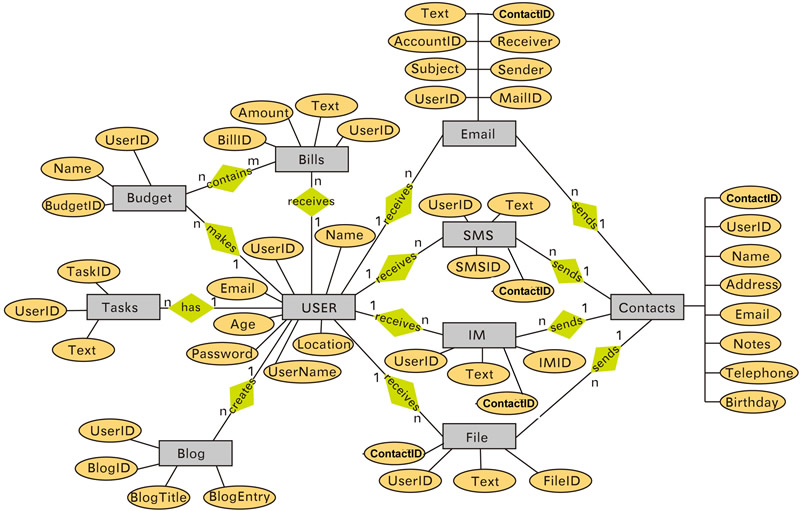 Text
ContactID
AccountID
Receiver
Subject
Sender
UserID
MailID
Email
n
1
receives
n
sends
1
Amount
Text
BillID
UserID
Bills
UserID
Name
BudgetID
Budget
n
contains
m
n
receives
1
n
makes
1
UserID
Text
SMS
SMSID
ContactID
n
receives
1
n
sends
1
ContactID
UserID
Name
Address
Email
Notes
Telephone
Birthday
Contacts
TaskID
UserID
Text
Tasks
n
has
1
UserID
Name
Email
Age
Password
UserName
Location
USER
1
receives
n
IM
UserID
Text
IMID
ContactID
n
sends
1
1
creates
n
1
receives
n
1
sends
n
UserID
BlogID
BlogTitle
BlogEntry
Blog
File
ContactID
UserID
Text
FileID